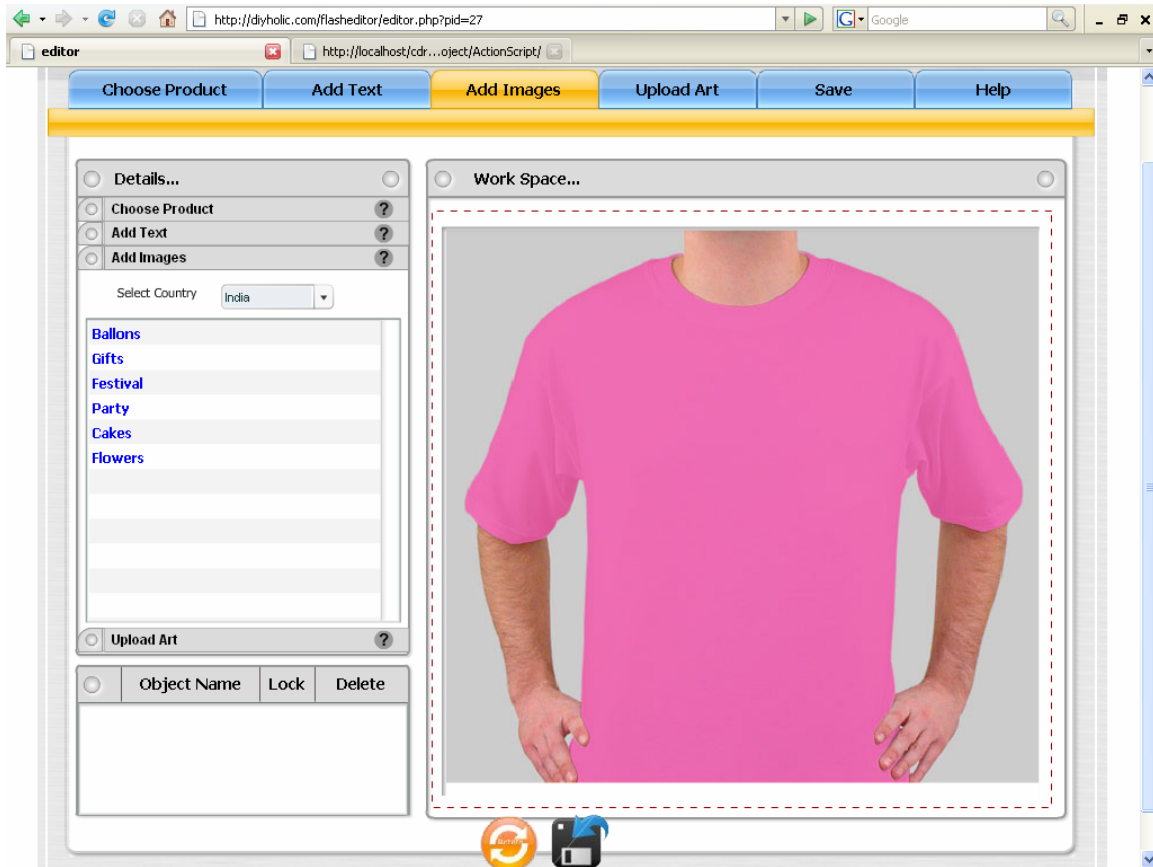 http://diyholic.com/flasheditor/editor.php?pid=27
G Google
editor
http://localhost/cdr...oject/ActionScript/
Choose Product
Add Text
Add Images
Upload Art
Save
Help
Details...
Work Space...
Choose Product ?
Add Text ?
Add Images ?
Select Country
India
Ballons
Gifts
Festival
Party
Cakes
Flowers
Upload Art ?
Object Name
Lock
Delete